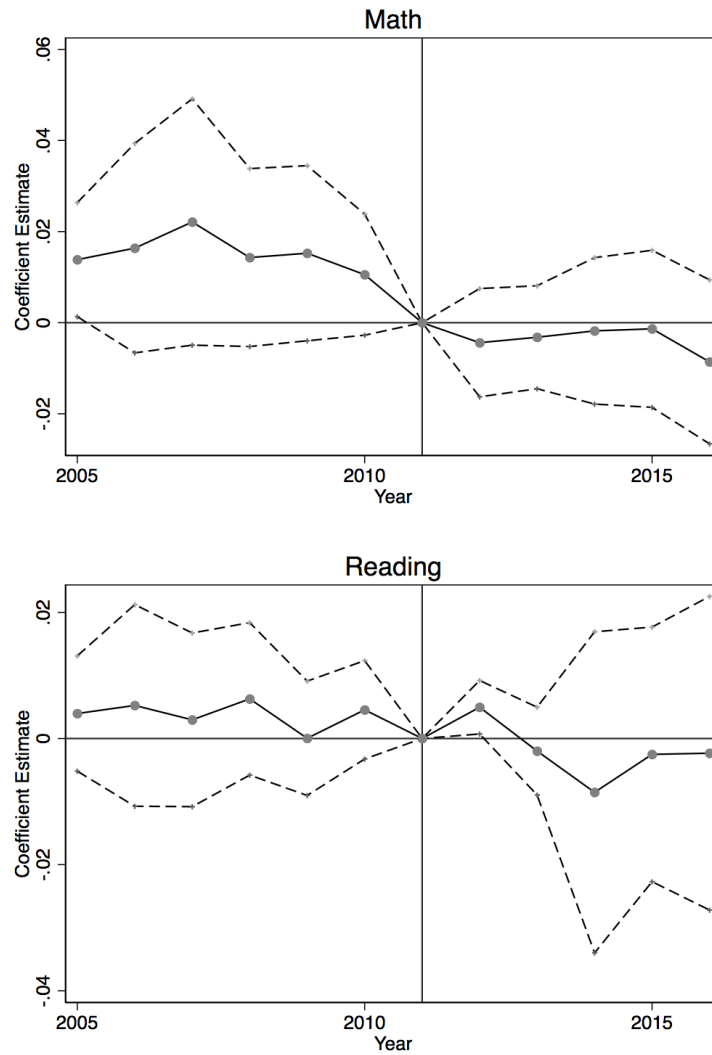 Math
.06
.04
.02
0
-.02
Coefficient Estimate
2005
2010
2015
Year
Reading
.02
0
-.02
-.04
Coefficient Estimate
2005
2010
2015
Year